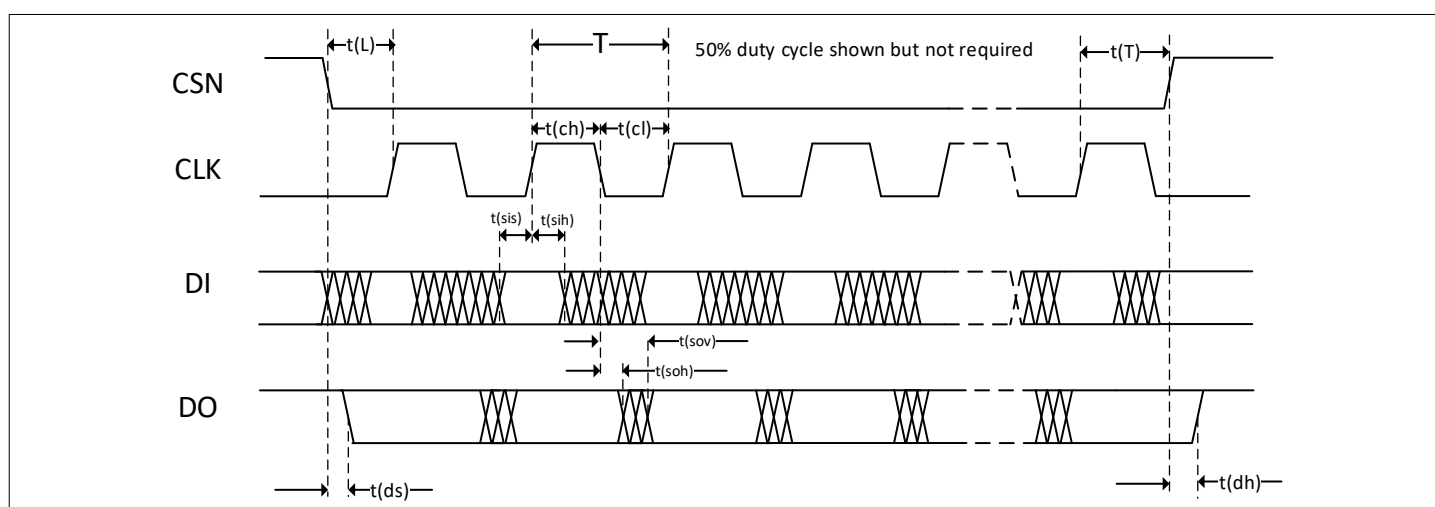 t(L)
T
50% duty cycle shown but not required
t(T)
CSN
t(ch)
t(cl)
CLK
t(sis)
t(sih)
DI
t(sov)
t(soh)
DO
t(ds)
t(dh)